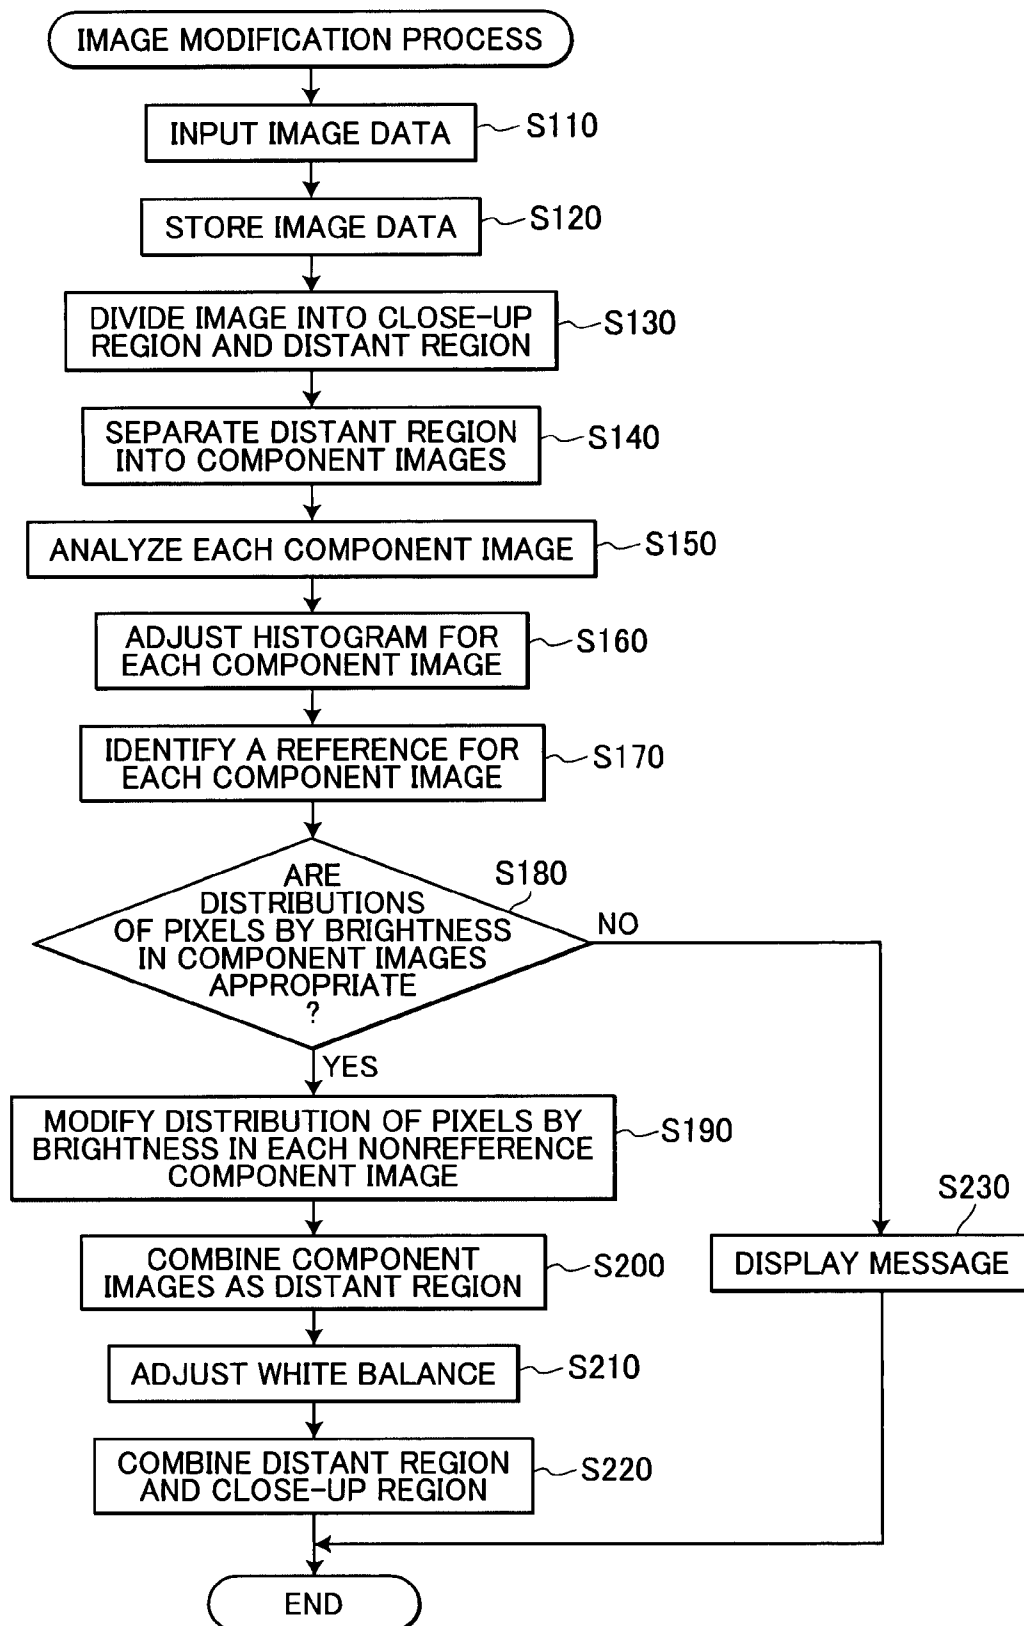 IMAGE MODIFICATION PROCESS
INPUT IMAGE DATA
S110
STORE IMAGE DATA
S120
DIVIDE IMAGE INTO CLOSE-UP
REGION AND DISTANT REGION
S130
SEPARATE DISTANT REGION
INTO COMPONENT IMAGES
S140
ANALYZE EACH COMPONENT IMAGE
S150
ADJUST HISTOGRAM FOR
EACH COMPONENT IMAGE
S160
IDENTIFY A REFERENCE FOR
EACH COMPONENT IMAGE
S170
ARE
DISTRIBUTIONS
OF PIXELS BY BRIGHTNESS
IN COMPONENT IMAGES
APPROPRIATE
?
S180
NO
YES
MODIFY DISTRIBUTION OF PIXELS BY
BRIGHTNESS IN EACH NONREFERENCE
COMPONENT IMAGE
S190
COMBINE COMPONENT
IMAGES AS DISTANT REGION
S200
S230
DISPLAY MESSAGE
ADJUST WHITE BALANCE
S210
COMBINE DISTANT REGION
AND CLOSE-UP REGION
S220
END